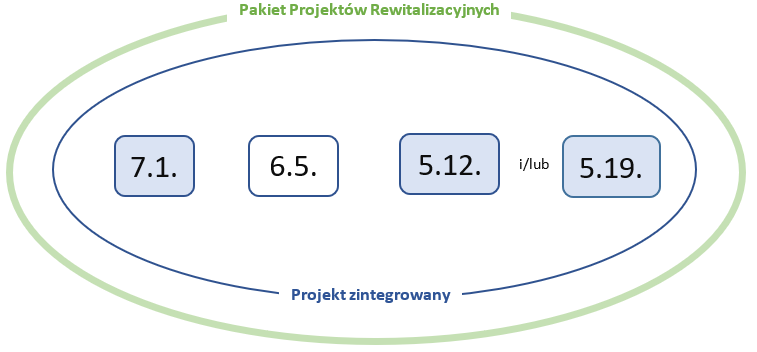 Pakiet Projektów Rewitalizacyjnych
7.1. 6.5. 5.12. i/lub 5.19.
Projekt zintegrowany